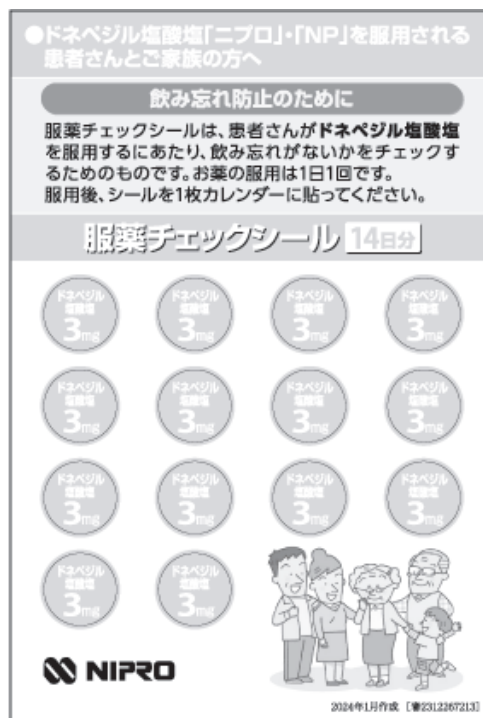 ●ドネペジル塩酸塩「ニプロ」・「NP」を服用される
患者さんとご家族の方へ
飲み忘れ防止のために
服薬チェックシールは、患者さんがドネペジル塩酸塩
を服用するにあたり、飲み忘れがないかをチェックす
るためのものです。お薬の服用は1日1回です。
服用後、シールを1枚カレンダーに貼ってください。
服薬チェックシール 14日分
ドネペジル
塩酸塩
3mg
ドネペジル
塩酸塩
3mg
ドネペジル
塩酸塩
3mg
ドネペジル
塩酸塩
3mg
ドネペジル
塩酸塩
3mg
ドネペジル
塩酸塩
3mg
ドネペジル
塩酸塩
3mg
ドネペジル
塩酸塩
3mg
ドネペジル
塩酸塩
3mg
ドネペジル
塩酸塩
3mg
ドネペジル
塩酸塩
3mg
ドネペジル
塩酸塩
3mg
ドネペジル
塩酸塩
3mg
ドネペジル
塩酸塩
3mg
NIPRO
2024年1月作成 [審2312267213]